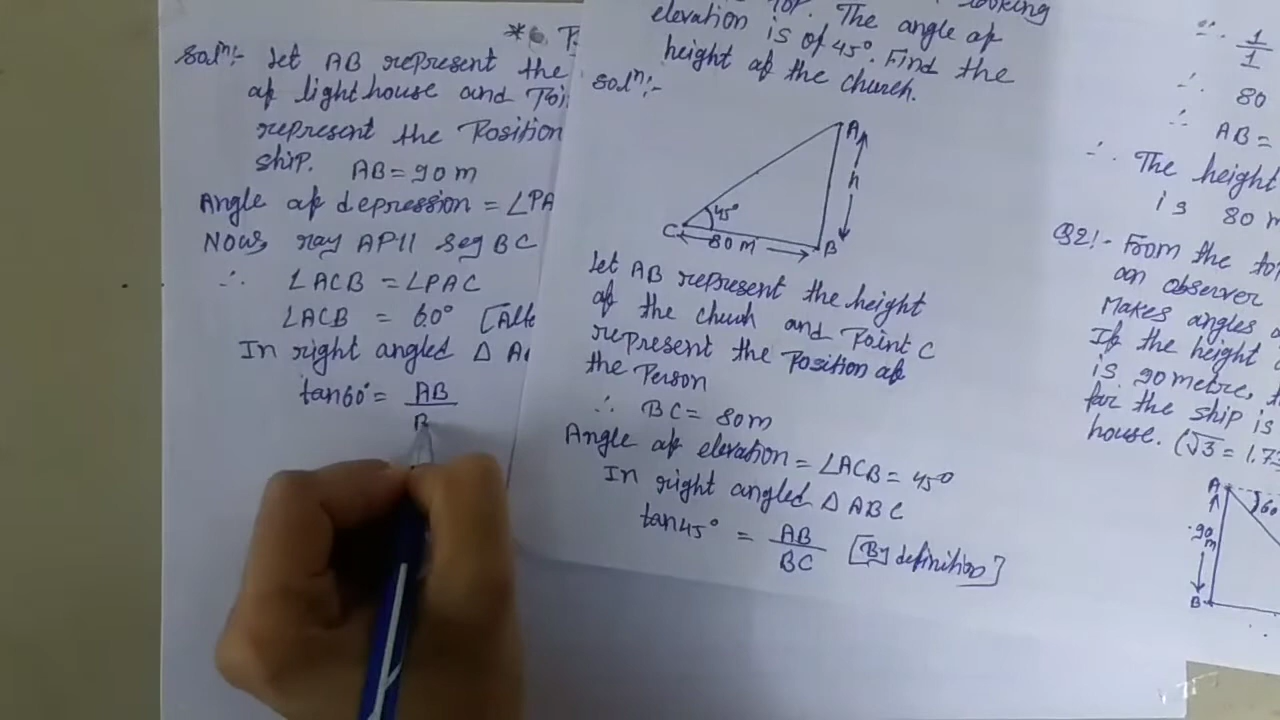 Solⁿ:- Let AB represent the
of light house and Poi
represent the Position
ship. AB = 90 m
Angle of depression = ∠PA
Now, ray AP || seg BC
∴ ∠ACB = ∠PAC
∠ACB = 60° [Alte
In right angled Δ A
tan60° = AB
B
looking
elevation is of 45°. The angle of
Find the
height of the church.
Solⁿ:-
A
h
45°
C
80 m
B
Let AB represent the height
of the church and Point C
represent the Position of
the Person
∴ BC = 80m
Angle of elevation = ∠ACB = 45°
In right angled Δ ABC
tan45° = AB
BC [By definition]
∴ 1
1
∴ 80
∴ AB =
∴ The height
is 80 m
Q2!- From the to
an observer
Makes angles
If the height
is 90 metre,
far the ship is
house. (√3 = 1.73
A
60
90
m
B